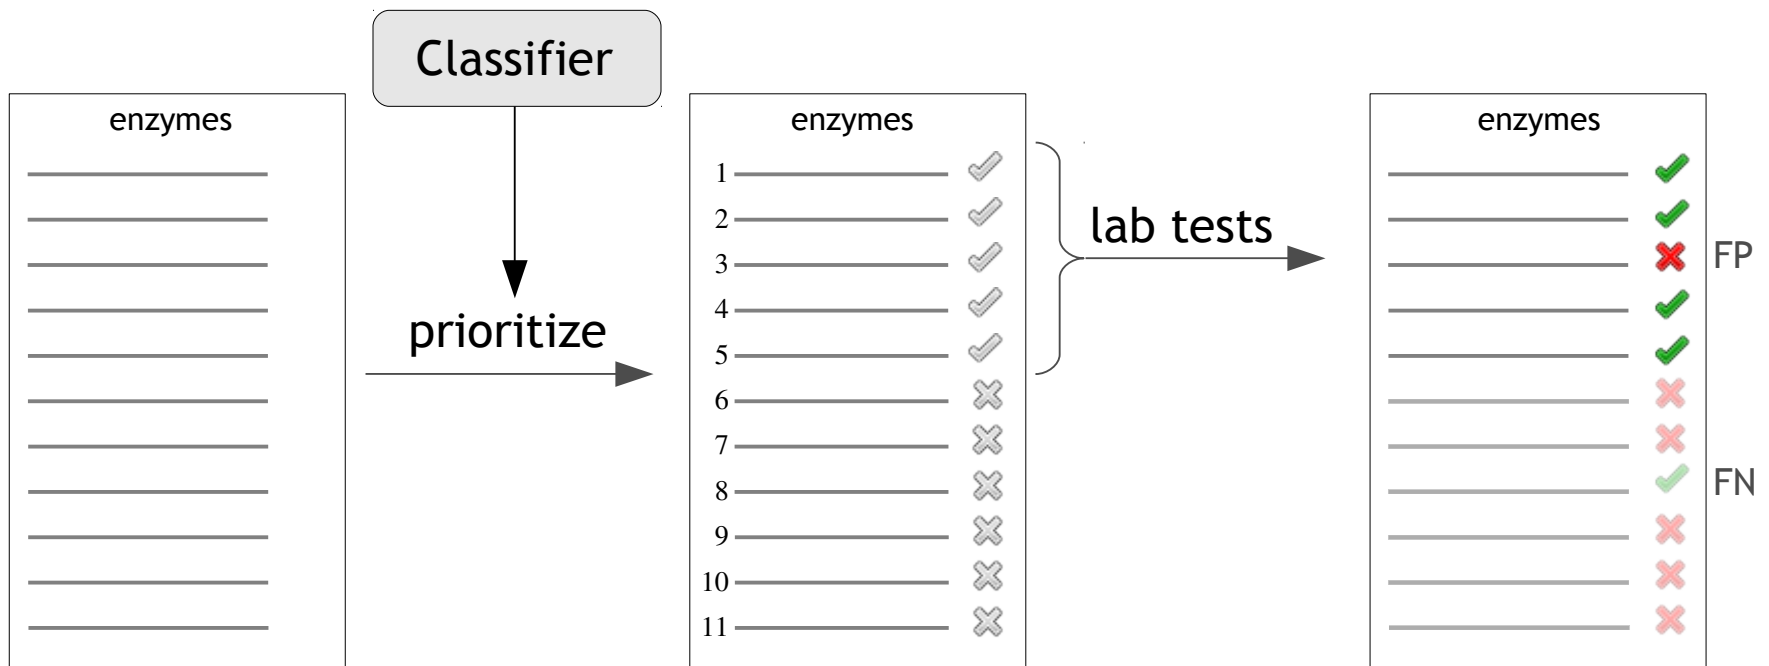 Classifier
enzymes
prioritize
enzymes
1
2
3
4
5
6
7
8
9
10
11
lab tests
enzymes
FP
FN